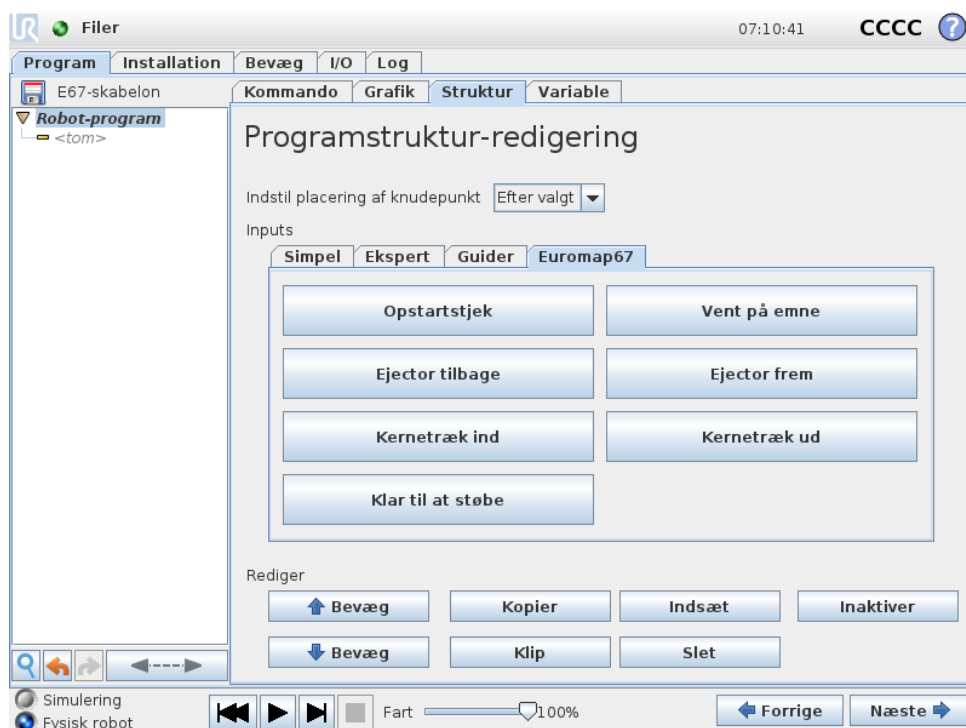 UR Filer 07:10:41 CCCC ?
Program Installation Bevæg I/O Log
E67-skabelon Kommando Grafik Struktur Variable
Robot-program
<tom>
Programstruktur-redigering
Indstil placering af knudepunkt Efter valgt
Inputs
Simpel Ekspert Guider Euromap67
Opstartstjek Vent på emne
Ejector tilbage Ejector frem
Kernetræk ind Kernetræk ud
Klar til at støbe
Rediger
Bevæg Kopier Indsæt Inaktiver
Bevæg Klip Slet
Simulering
Fysisk robot
Fart 100% Forrige Næste